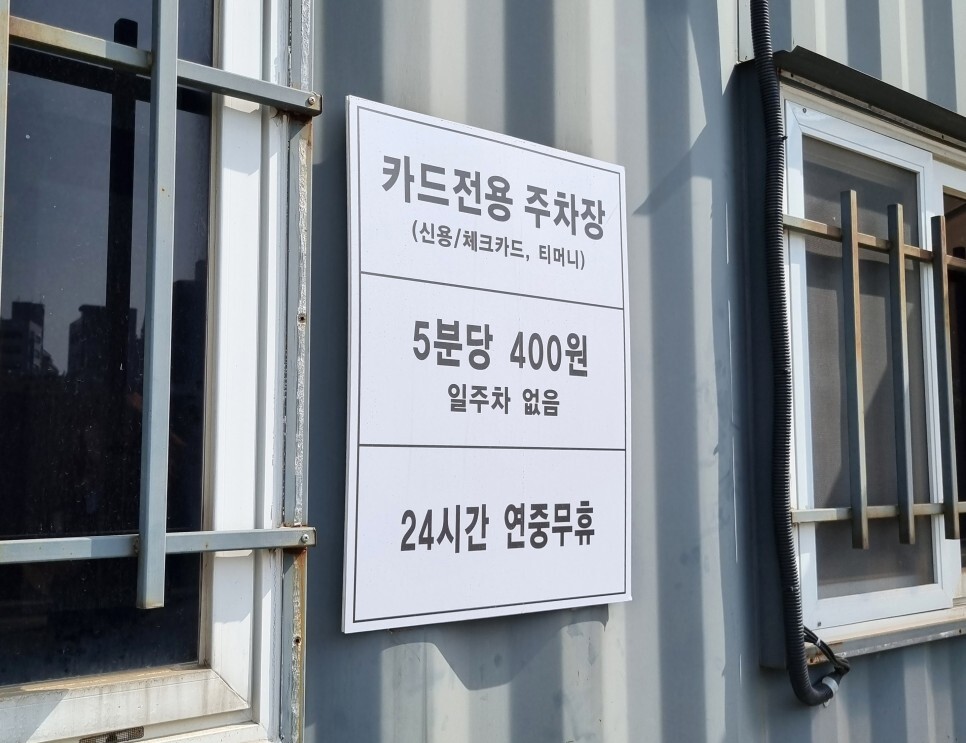 카드전용 주차장
(신용/체크카드, 티머니)
5분당 400원
일주차 없음
24시간 연중무휴